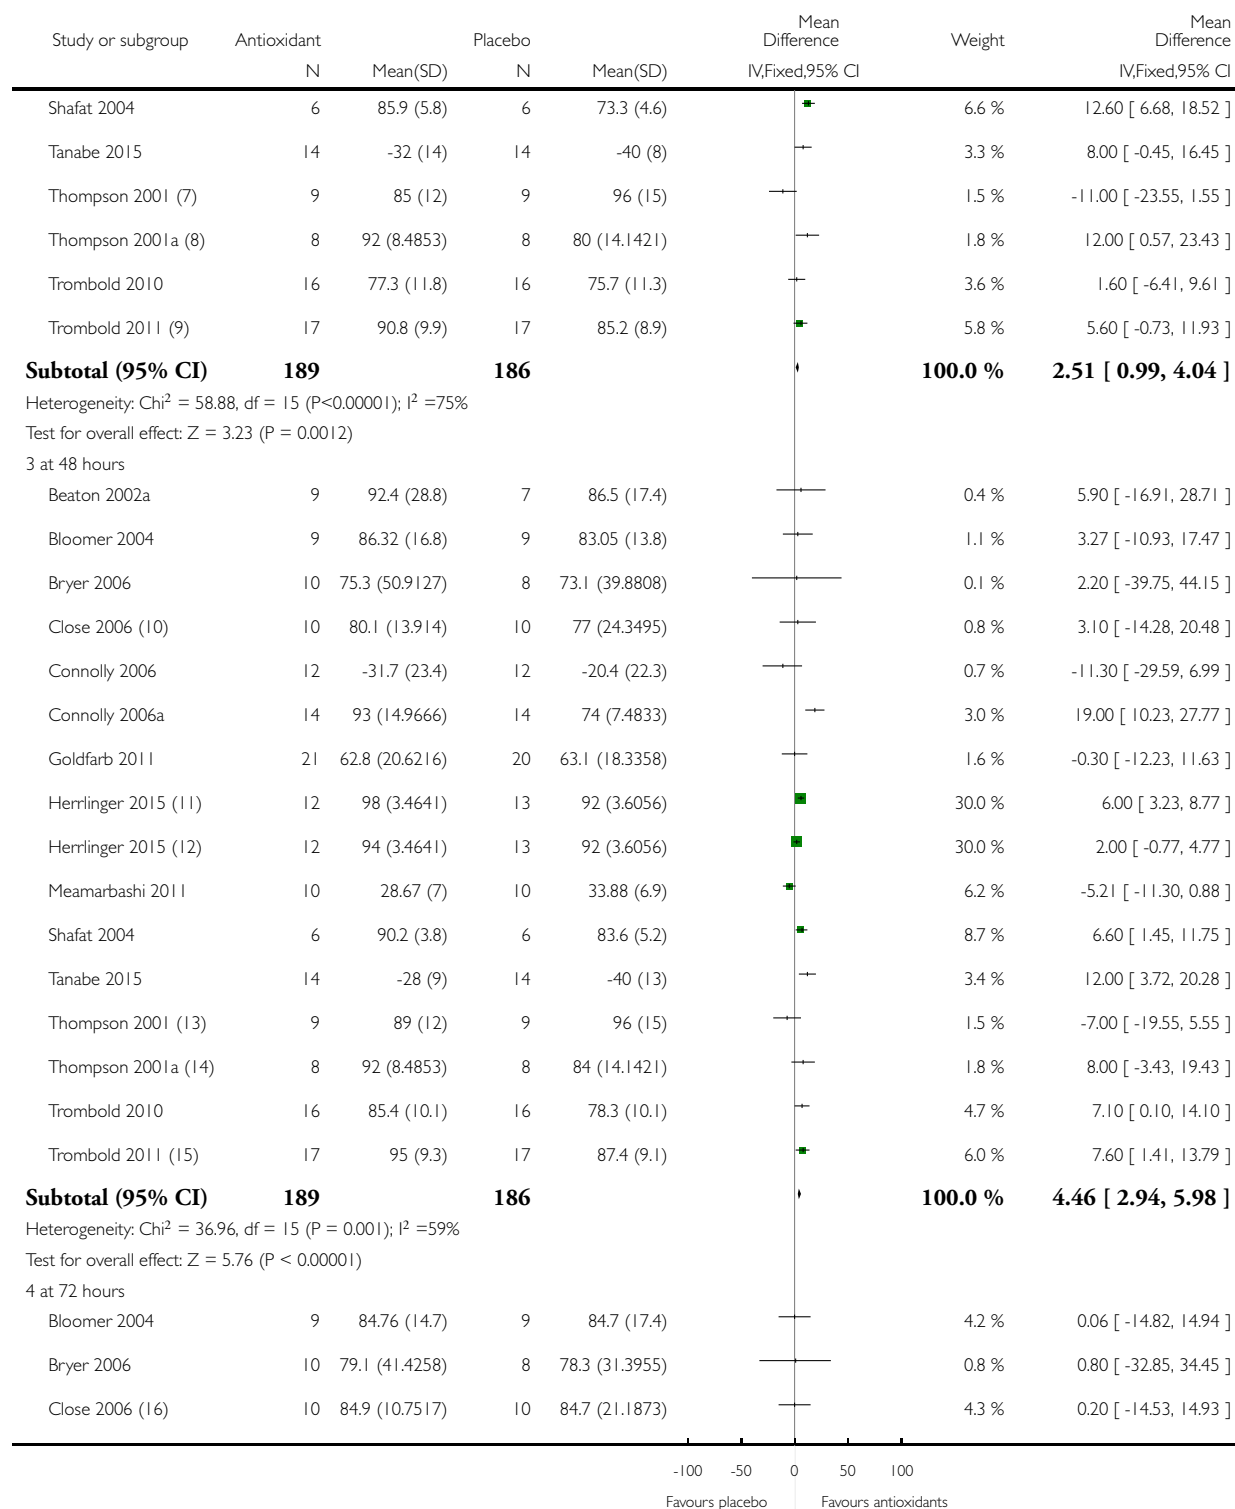 Study or subgroup Antioxidant Placebo Mean Difference Weight Mean Difference
N Mean(SD) N Mean(SD) IV,Fixed,95% CI IV,Fixed,95% CI
Shafat 2004 6 85.9 (5.8) 6 73.3 (4.6) 6.6 % 12.60 [ 6.68, 18.52 ]
Tanabe 2015 14 -32 (14) 14 -40 (8) 3.3 % 8.00 [ -0.45, 16.45 ]
Thompson 2001 (7) 9 85 (12) 9 96 (15) 1.5 % -11.00 [ -23.55, 1.55 ]
Thompson 2001a (8) 8 92 (8.4853) 8 80 (14.1421) 1.8 % 12.00 [ 0.57, 23.43 ]
Trombold 2010 16 77.3 (11.8) 16 75.7 (11.3) 3.6 % 1.60 [ -6.41, 9.61 ]
Trombold 2011 (9) 17 90.8 (9.9) 17 85.2 (8.9) 5.8 % 5.60 [ -0.73, 11.93 ]
Subtotal (95% CI) 189 186 100.0 % 2.51 [ 0.99, 4.04 ]
Heterogeneity: Chi² = 58.88, df = 15 (P<0.00001); I² =75%
Test for overall effect: Z = 3.23 (P = 0.0012)
3 at 48 hours
Beaton 2002a 9 92.4 (28.8) 7 86.5 (17.4) 0.4 % 5.90 [ -16.91, 28.71 ]
Bloomer 2004 9 86.32 (16.8) 9 83.05 (13.8) 1.1 % 3.27 [ -10.93, 17.47 ]
Bryer 2006 10 75.3 (50.9127) 8 73.1 (39.8808) 0.1 % 2.20 [ -39.75, 44.15 ]
Close 2006 (10) 10 80.1 (13.914) 10 77 (24.3495) 0.8 % 3.10 [ -14.28, 20.48 ]
Connolly 2006 12 -31.7 (23.4) 12 -20.4 (22.3) 0.7 % -11.30 [ -29.59, 6.99 ]
Connolly 2006a 14 93 (14.9666) 14 74 (7.4833) 3.0 % 19.00 [ 10.23, 27.77 ]
Goldfarb 2011 21 62.8 (20.6216) 20 63.1 (18.3358) 1.6 % -0.30 [ -12.23, 11.63 ]
Herrlinger 2015 (11) 12 98 (3.4641) 13 92 (3.6056) 30.0 % 6.00 [ 3.23, 8.77 ]
Herrlinger 2015 (12) 12 94 (3.4641) 13 92 (3.6056) 30.0 % 2.00 [ -0.77, 4.77 ]
Meamarbashi 2011 10 28.67 (7) 10 33.88 (6.9) 6.2 % -5.21 [ -11.30, 0.88 ]
Shafat 2004 6 90.2 (3.8) 6 83.6 (5.2) 8.7 % 6.60 [ 1.45, 11.75 ]
Tanabe 2015 14 -28 (9) 14 -40 (13) 3.4 % 12.00 [ 3.72, 20.28 ]
Thompson 2001 (13) 9 89 (12) 9 96 (15) 1.5 % -7.00 [ -19.55, 5.55 ]
Thompson 2001a (14) 8 92 (8.4853) 8 84 (14.1421) 1.8 % 8.00 [ -3.43, 19.43 ]
Trombold 2010 16 85.4 (10.1) 16 78.3 (10.1) 4.7 % 7.10 [ 0.10, 14.10 ]
Trombold 2011 (15) 17 95 (9.3) 17 87.4 (9.1) 6.0 % 7.60 [ 1.41, 13.79 ]
Subtotal (95% CI) 189 186 100.0 % 4.46 [ 2.94, 5.98 ]
Heterogeneity: Chi² = 36.96, df = 15 (P = 0.001); I² =59%
Test for overall effect: Z = 5.76 (P < 0.00001)
4 at 72 hours
Bloomer 2004 9 84.76 (14.7) 9 84.7 (17.4) 4.2 % 0.06 [ -14.82, 14.94 ]
Bryer 2006 10 79.1 (41.4258) 8 78.3 (31.3955) 0.8 % 0.80 [ -32.85, 34.45 ]
Close 2006 (16) 10 84.9 (10.7517) 10 84.7 (21.1873) 4.3 % 0.20 [ -14.53, 14.93 ]
-100 -50 0 50 100
Favours placebo Favours antioxidants